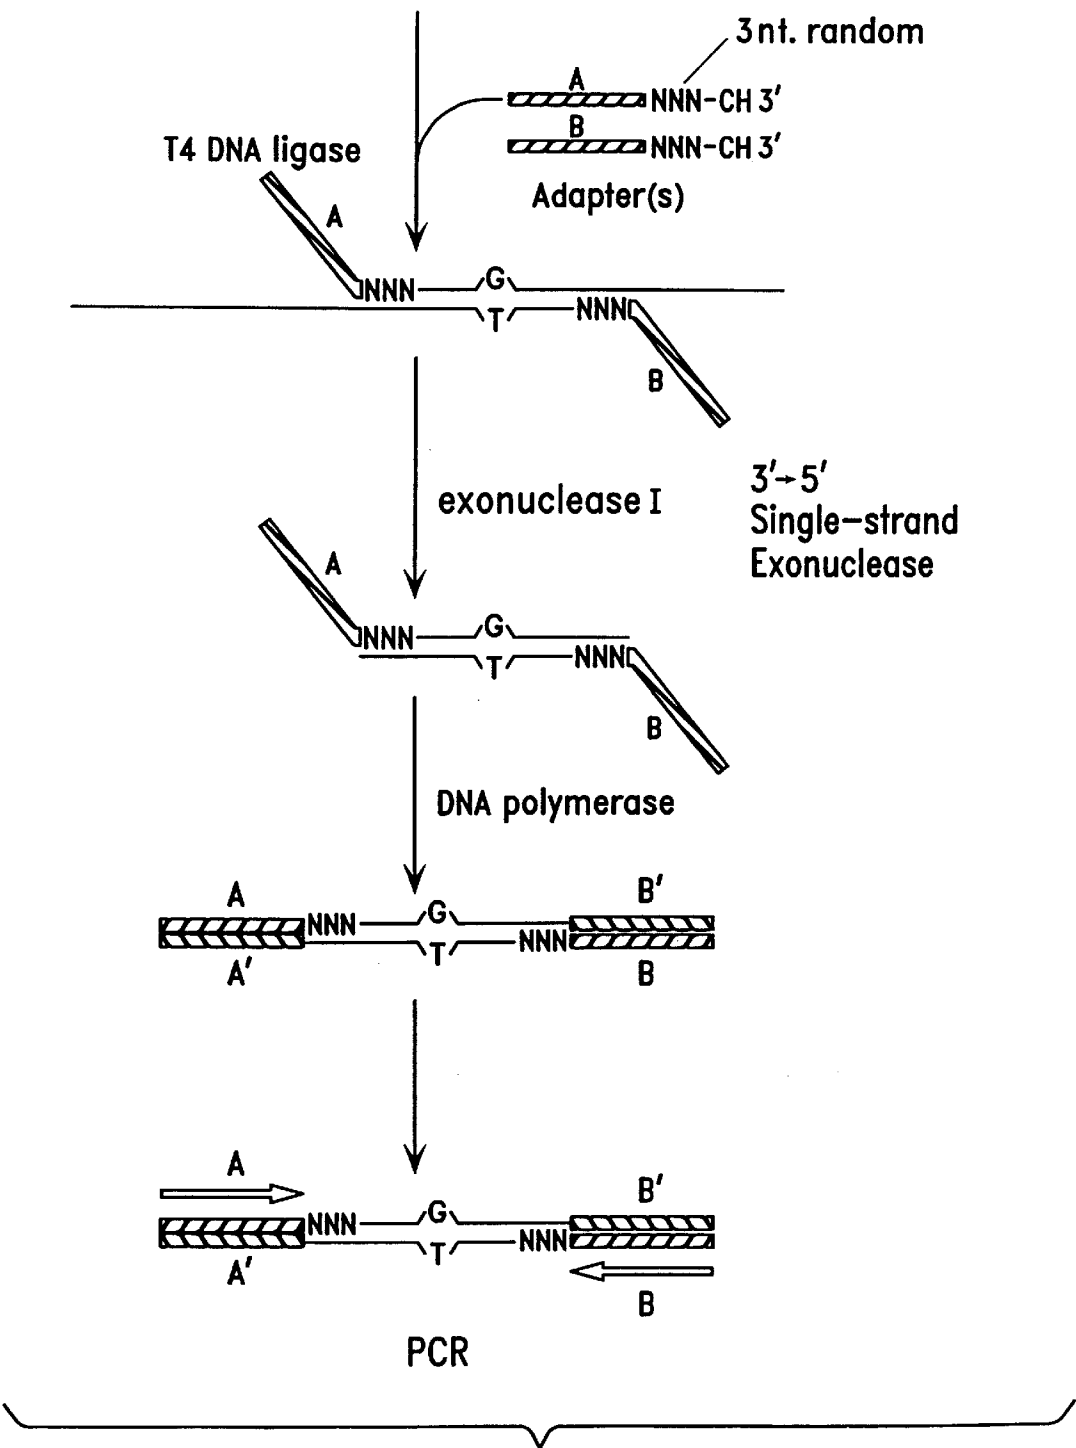 3nt. random
A
NNN-CH 3'
B
NNN-CH 3'
T4 DNA ligase
Adapter(s)
A
NNN
G
T
NNN
B
exonuclease I
3'→5'
Single-strand
Exonuclease
A
NNN
G
T
NNN
B
DNA polymerase
A
B'
NNN
G
T
NNN
A'
B
A
B'
NNN
G
T
NNN
A'
B
PCR